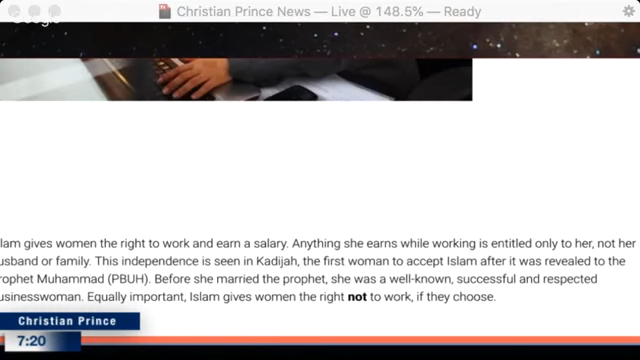 Christian Prince News — Live @ 148.5% — Ready
Google
lam gives women the right to work and earn a salary. Anything she earns while working is entitled only to her, not her
usband or family. This independence is seen in Kadijah, the first woman to accept Islam after it was revealed to the
rophet Muhammad (PBUH). Before she married the prophet, she was a well-known, successful and respected
usinesswoman. Equally important, Islam gives women the right not to work, if they choose.
Christian Prince
7:20